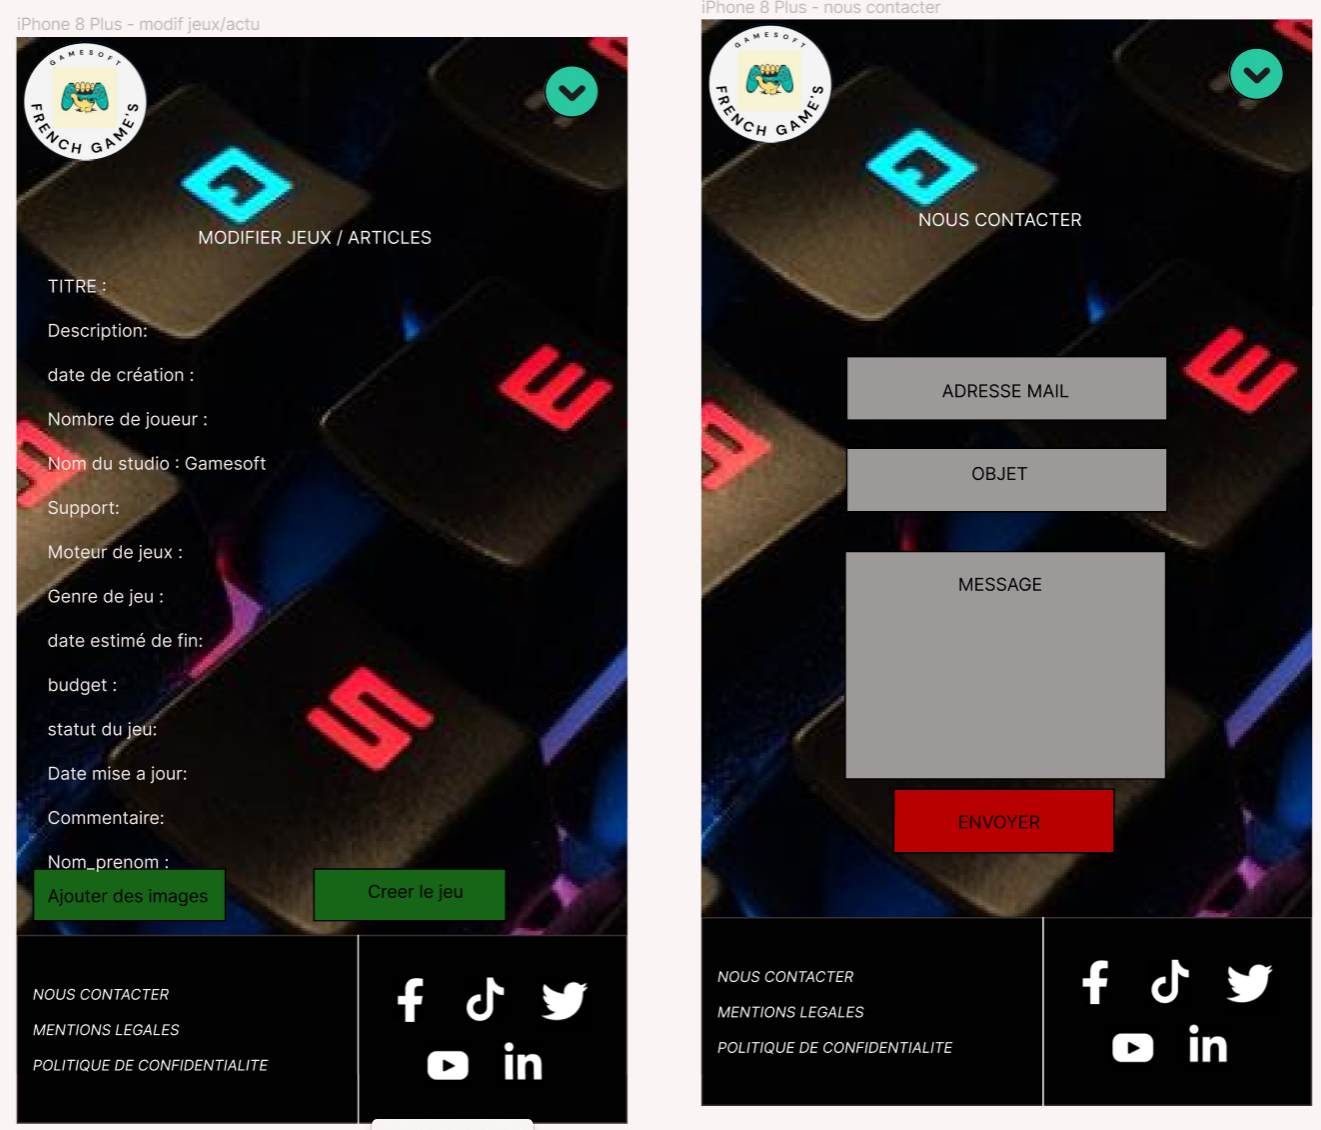 iPhone 8 Plus - modif jeux/actu
GAMESOFT
FRENCH GAME'S
MODIFIER JEUX / ARTICLES
TITRE :
Description:
date de création :
Nombre de joueur :
Nom du studio : Gamesoft
Support:
Moteur de jeux :
Genre de jeu :
date estimé de fin:
budget :
statut du jeu:
Date mise a jour:
Commentaire:
Nom_prenom :
Ajouter des images
Creer le jeu
NOUS CONTACTER
MENTIONS LEGALES
POLITIQUE DE CONFIDENTIALITE
in
iPhone 8 Plus - nous contacter
GAMESOFT
FRENCH GAME'S
NOUS CONTACTER
ADRESSE MAIL
OBJET
MESSAGE
ENVOYER
NOUS CONTACTER
MENTIONS LEGALES
POLITIQUE DE CONFIDENTIALITE
in